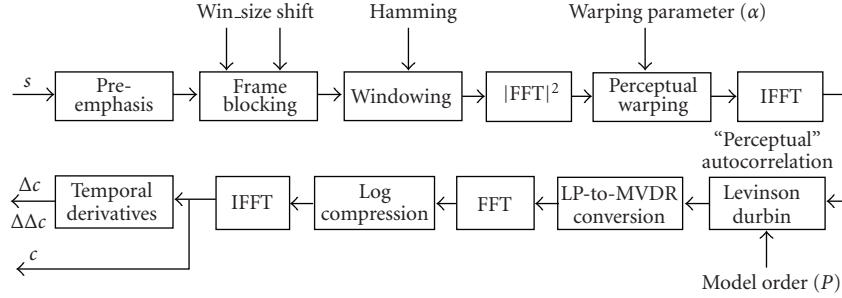 Win_size shift
Hamming
Warping parameter (α)
s
Pre-
emphasis
Frame
blocking
Windowing
|FFT|²
Perceptual
warping
IFFT
"Perceptual"
autocorrelation
Δc
ΔΔc
Temporal
derivatives
IFFT
Log
compression
FFT
LP-to-MVDR
conversion
Levinson
durbin
c
Model order (P)